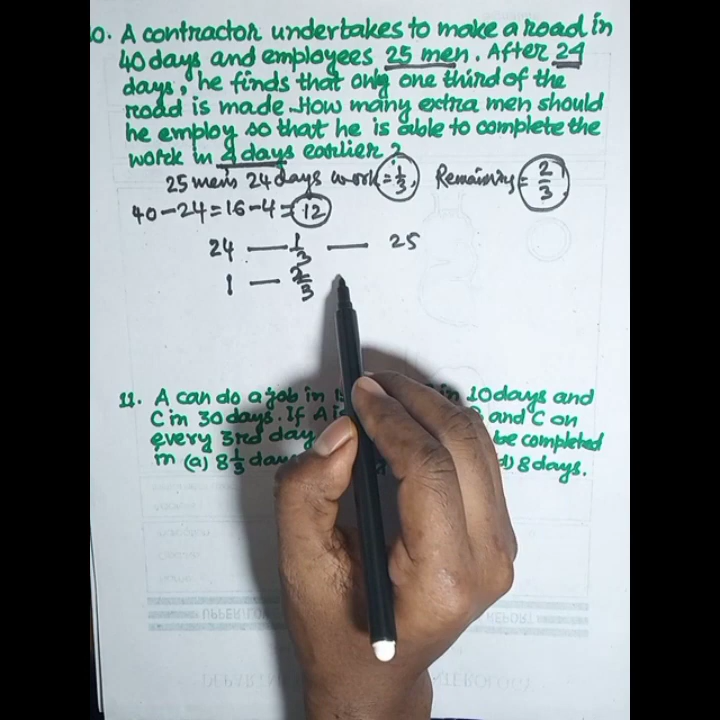 0. A contractor undertakes to make a road in
40 days and employees 25 men. After 24
days, he finds that only one third of the
road is made. How many extra men should
he employ so that he is able to complete the
work in 4 days earlier?
25 men's 24 days work = 1/3, Remaining = 2/3
40-24=16-4=12
24 — 1/3 — 25
1 — 2/3
11. A can do a job in 1 in 10 days and
C in 30 days. If A and C on
every 3rd day be completed
in (a) 8 1/3 days d) 8 days.